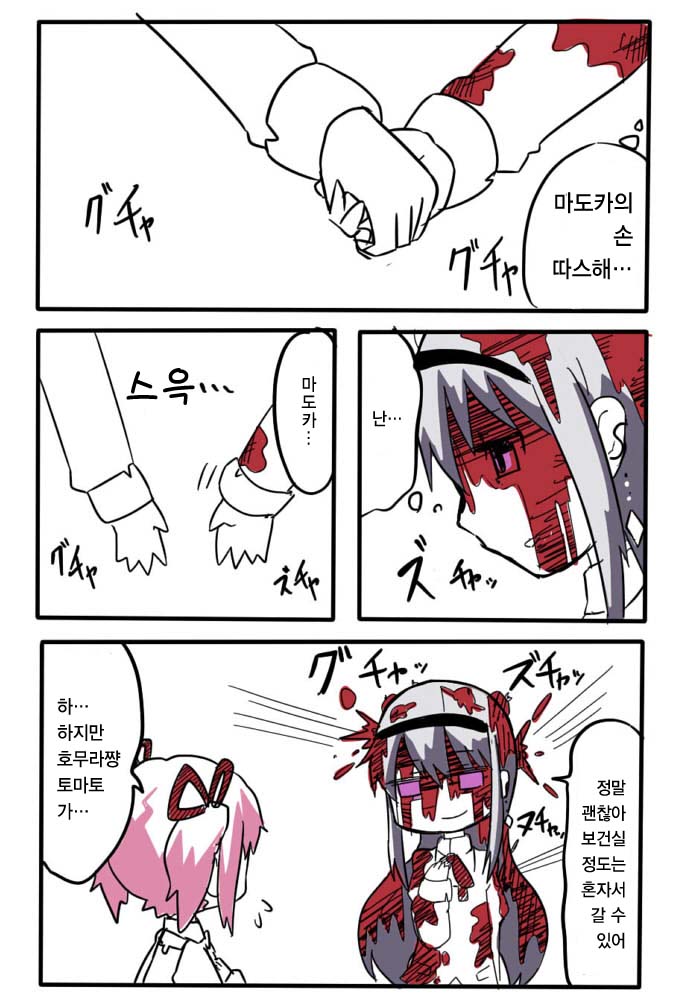 마도카의
손
따스해…
グチャ
グチャ
난…
ズチャッ
마
도
카
…
스윽…
グチャ
ズチャ
グチャッ
ズチャッ
정말
괜찮아
보건실
정도는
혼자서
갈 수
있어
ヌチャッ
하…
하지만
호무라쨩
토마토
가…